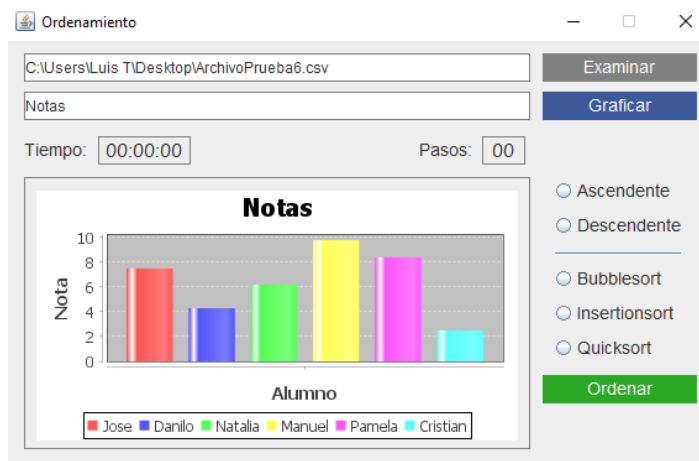 Ordenamiento
C:\Users\Luis T\Desktop\ArchivoPrueba6.csv
Examinar
Notas
Graficar
Tiempo: 00:00:00
Pasos: 00
Notas
10
8
6
4
2
0
Nota
Alumno
Jose Danilo Natalia Manuel Pamela Cristian
Ascendente
Descendente
Bubblesort
Insertionsort
Quicksort
Ordenar